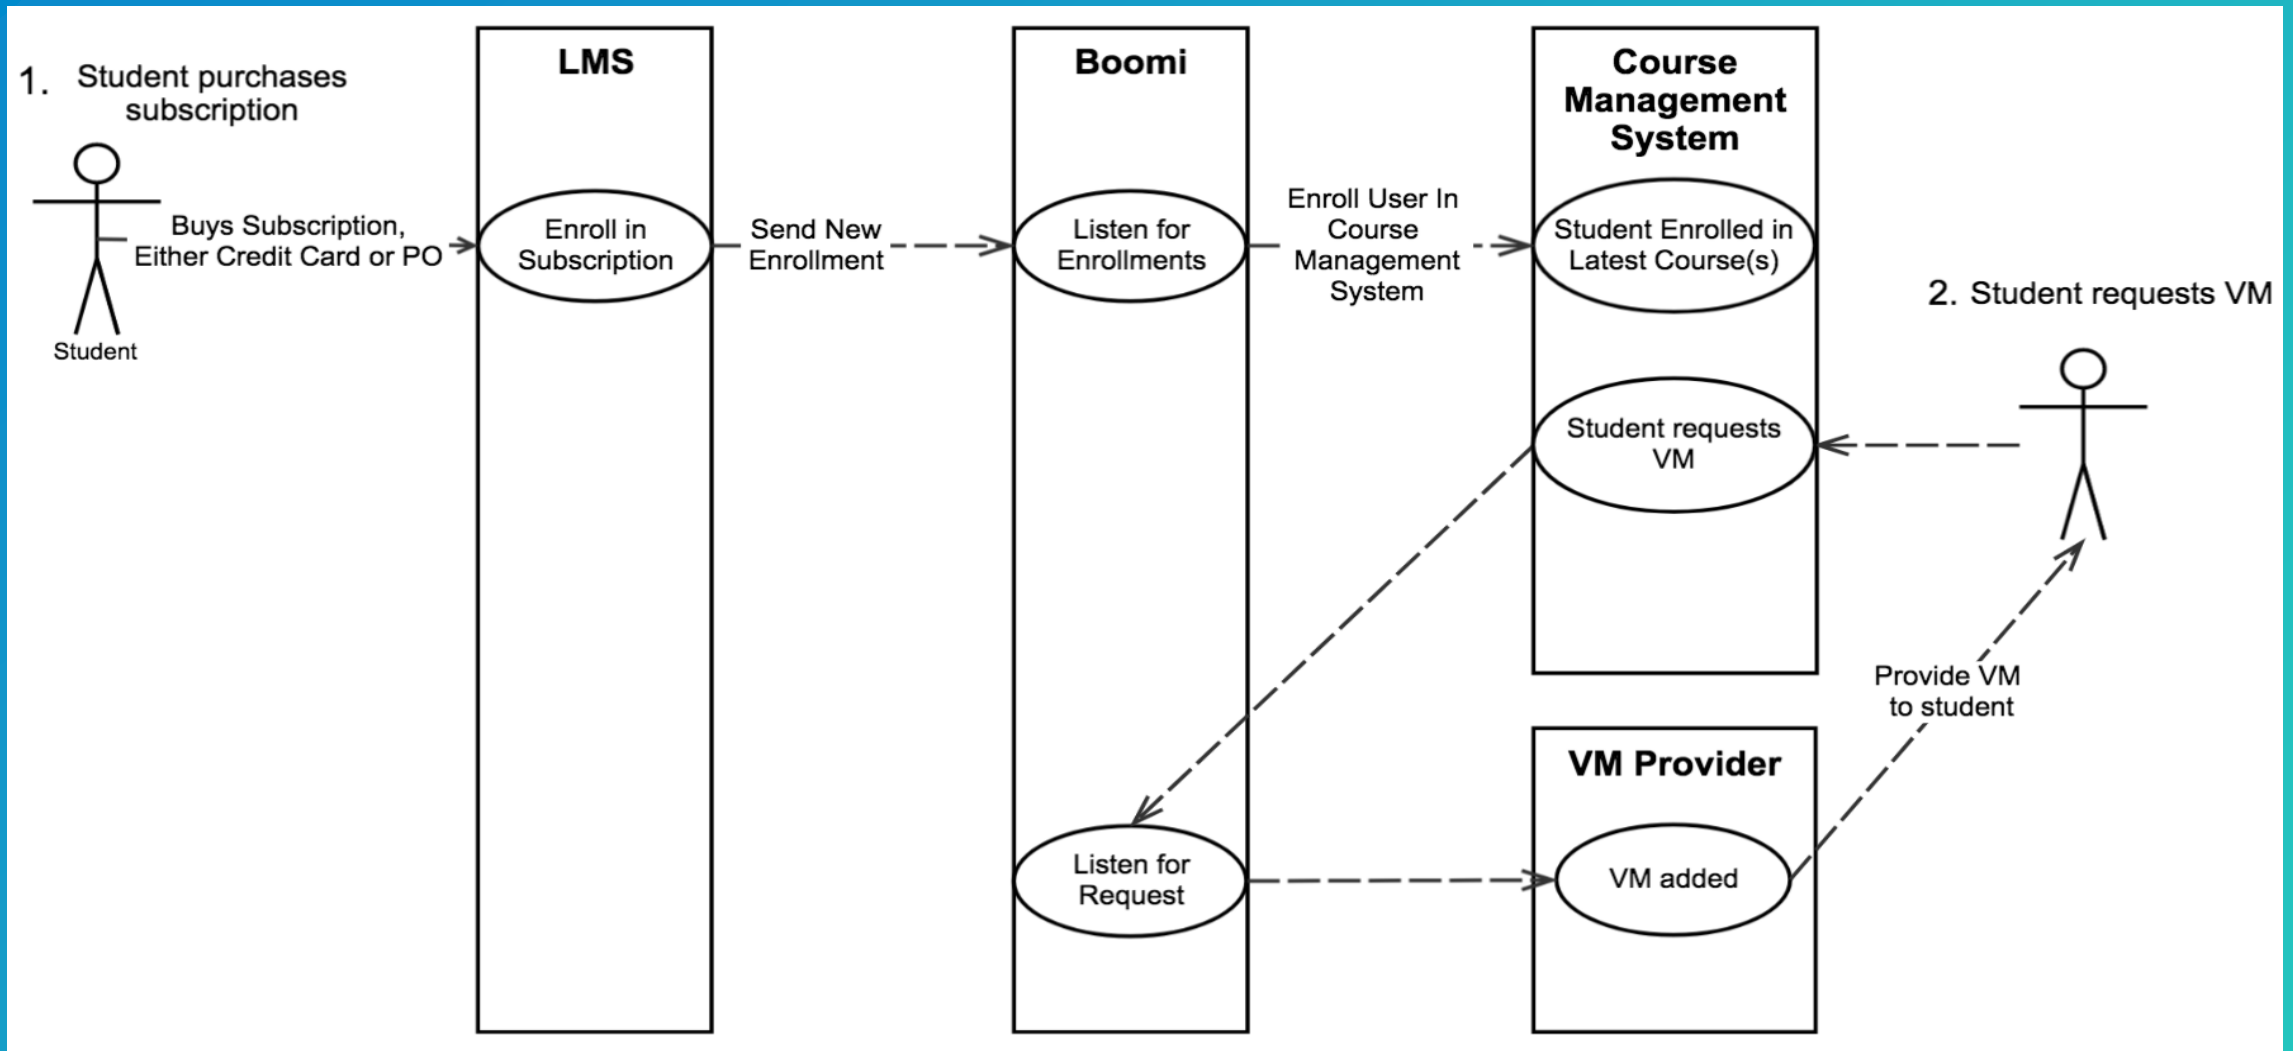 1. Student purchases
subscription
Student
Buys Subscription,
Either Credit Card or PO
LMS
Enroll in
Subscription
Send New
Enrollment
Boomi
Listen for
Enrollments
Enroll User In
Course
Management
System
Course
Management
System
Student Enrolled in
Latest Course(s)
2. Student requests VM
Student requests
VM
Listen for
Request
VM Provider
VM added
Provide VM
to student